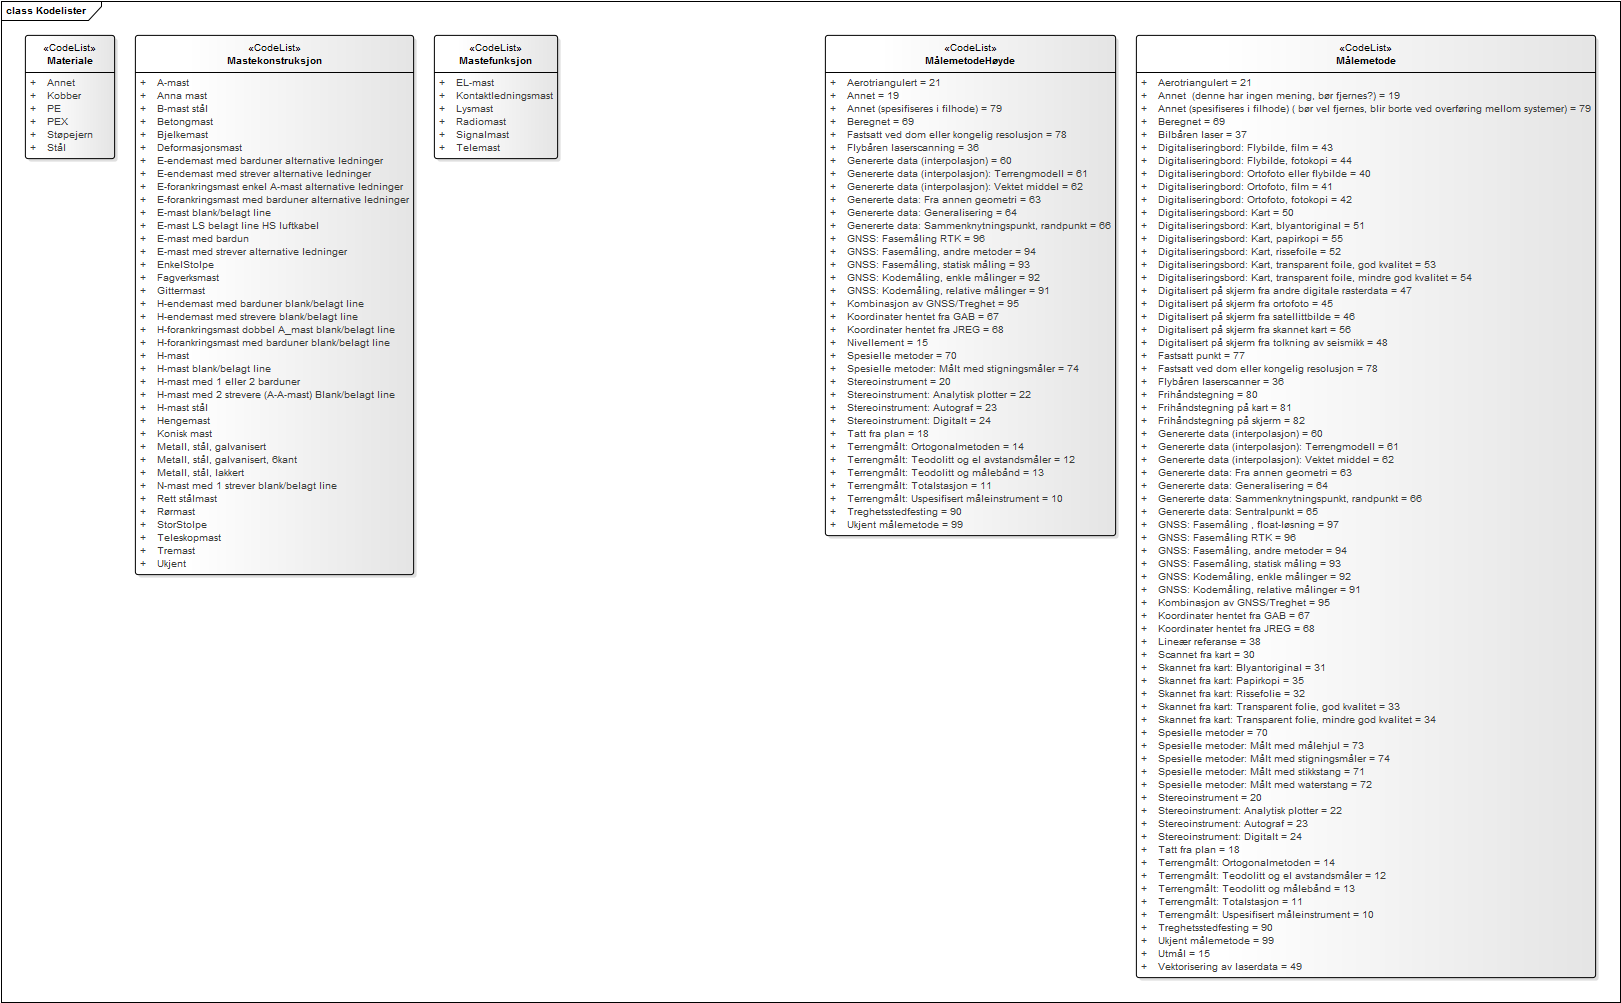 class Kodelister
«CodeList»
Materiale
+ Annet
+ Kobber
+ PE
+ PEX
+ Støpejern
+ Stål
«CodeList»
Mastekonstruksjon
+ A-mast
+ Anna mast
+ B-mast stål
+ Betongmast
+ Bjelkemast
+ Deformasjonsmast
+ E-endemast med barduner alternative ledninger
+ E-endemast med strever alternative ledninger
+ E-forankringsmast enkel A-mast alternative ledninger
+ E-forankringsmast med barduner alternative ledninger
+ E-mast blank/belagt line
+ E-mast LS belagt line HS luftkabel
+ E-mast med bardun
+ E-mast med strever alternative ledninger
+ EnkelStolpe
+ Fagverksmast
+ Gittermast
+ H-endemast med barduner blank/belagt line
+ H-endemast med strevere blank/belagt line
+ H-forankringsmast dobbel A_mast blank/belagt line
+ H-forankringsmast med barduner blank/belagt line
+ H-mast
+ H-mast blank/belagt line
+ H-mast med 1 eller 2 barduner
+ H-mast med 2 strevere (A-A-mast) Blank/belagt line
+ H-mast stål
+ Hengemast
+ Konisk mast
+ Metall, stål, galvanisert
+ Metall, stål, galvanisert, 6kant
+ Metall, stål, lakkert
+ N-mast med 1 strever blank/belagt line
+ Rett stålmast
+ Rørmast
+ StorStolpe
+ Teleskopmast
+ Tremast
+ Ukjent
«CodeList»
Mastefunksjon
+ EL-mast
+ Kontaktledningsmast
+ Lysmast
+ Radiomast
+ Signalmast
+ Telemast
«CodeList»
MålemetodeHøyde
+ Aerotriangulert = 21
+ Annet = 19
+ Annet (spesifiseres i filhode) = 79
+ Beregnet = 69
+ Fastsatt ved dom eller kongelig resolusjon = 78
+ Flybåren laserscanning = 36
+ Genererte data (interpolasjon) = 60
+ Genererte data (interpolasjon): Terrengmodell = 61
+ Genererte data (interpolasjon): Vektet middel = 62
+ Genererte data: Fra annen geometri = 63
+ Genererte data: Generalisering = 64
+ Genererte data: Sammenknytningspunkt, randpunkt = 66
+ GNSS: Fasemåling RTK = 96
+ GNSS: Fasemåling, andre metoder = 94
+ GNSS: Fasemåling, statisk måling = 93
+ GNSS: Kodemåling, enkle målinger = 92
+ GNSS: Kodemåling, relative målinger = 91
+ Kombinasjon av GNSS/Treghet = 95
+ Koordinater hentet fra GAB = 67
+ Koordinater hentet fra JREG = 68
+ Nivellement = 15
+ Spesielle metoder = 70
+ Spesielle metoder: Målt med stigningsmåler = 74
+ Stereoinstrument = 20
+ Stereoinstrument: Analytisk plotter = 22
+ Stereoinstrument: Autograf = 23
+ Stereoinstrument: Digitalt = 24
+ Tatt fra plan = 18
+ Terrengmålt: Ortogonalmetoden = 14
+ Terrengmålt: Teodolitt og el avstandsmåler = 12
+ Terrengmålt: Teodolitt og målebånd = 13
+ Terrengmålt: Totalstasjon = 11
+ Terrengmålt: Uspesifisert måleinstrument = 10
+ Treghetsstedfesting = 90
+ Ukjent målemetode = 99
«CodeList»
Målemetode
+ Aerotriangulert = 21
+ Annet (denne har ingen mening, bør fjernes?) = 19
+ Annet (spesifiseres i filhode) ( bør vel fjernes, blir borte ved overføring mellom systemer) = 79
+ Beregnet = 69
+ Bilbåren laser = 37
+ Digitaliseringbord: Flybilde, film = 43
+ Digitaliseringbord: Flybilde, fotokopi = 44
+ Digitaliseringbord: Ortofoto eller flybilde = 40
+ Digitaliseringbord: Ortofoto, film = 41
+ Digitaliseringbord: Ortofoto, fotokopi = 42
+ Digitaliseringsbord: Kart = 50
+ Digitaliseringsbord: Kart, blyantoriginal = 51
+ Digitaliseringsbord: Kart, papirkopi = 55
+ Digitaliseringsbord: Kart, rissefoile = 52
+ Digitaliseringsbord: Kart, transparent foile, god kvalitet = 53
+ Digitaliseringsbord: Kart, transparent foile, mindre god kvalitet = 54
+ Digitalisert på skjerm fra andre digitale rasterdata = 47
+ Digitalisert på skjerm fra ortofoto = 45
+ Digitalisert på skjerm fra satellittbilde = 46
+ Digitalisert på skjerm fra skannet kart = 56
+ Digitalisert på skjerm fra tolkning av seismikk = 48
+ Fastsatt punkt = 77
+ Fastsatt ved dom eller kongelig resolusjon = 78
+ Flybåren laserscanner = 36
+ Frihåndstegning = 80
+ Frihåndstegning på kart = 81
+ Frihåndstegning på skjerm = 82
+ Genererte data (interpolasjon) = 60
+ Genererte data (interpolasjon): Terrengmodell = 61
+ Genererte data (interpolasjon): Vektet middel = 62
+ Genererte data: Fra annen geometri = 63
+ Genererte data: Generalisering = 64
+ Genererte data: Sammenknytningspunkt, randpunkt = 66
+ Genererte data: Sentralpunkt = 65
+ GNSS: Fasemåling , float-løsning = 97
+ GNSS: Fasemåling RTK = 96
+ GNSS: Fasemåling, andre metoder = 94
+ GNSS: Fasemåling, statisk måling = 93
+ GNSS: Kodemåling, enkle målinger = 92
+ GNSS: Kodemåling, relative målinger = 91
+ Kombinasjon av GNSS/Treghet = 95
+ Koordinater hentet fra GAB = 67
+ Koordinater hentet fra JREG = 68
+ Lineær referanse = 38
+ Scannet fra kart = 30
+ Skannet fra kart: Blyantoriginal = 31
+ Skannet fra kart: Papirkopi = 35
+ Skannet fra kart: Rissefolie = 32
+ Skannet fra kart: Transparent folie, god kvalitet = 33
+ Skannet fra kart: Transparent folie, mindre god kvalitet = 34
+ Spesielle metoder = 70
+ Spesielle metoder: Målt med målehjul = 73
+ Spesielle metoder: Målt med stigningsmåler = 74
+ Spesielle metoder: Målt med stikkstang = 71
+ Spesielle metoder: Målt med waterstang = 72
+ Stereoinstrument = 20
+ Stereoinstrument: Analytisk plotter = 22
+ Stereoinstrument: Autograf = 23
+ Stereoinstrument: Digitalt = 24
+ Tatt fra plan = 18
+ Terrengmålt: Ortogonalmetoden = 14
+ Terrengmålt: Teodolitt og el avstandsmåler = 12
+ Terrengmålt: Teodolitt og målebånd = 13
+ Terrengmålt: Totalstasjon = 11
+ Terrengmålt: Uspesifisert måleinstrument = 10
+ Treghetsstedfesting = 90
+ Ukjent målemetode = 99
+ Utmål = 15
+ Vektorisering av laserdata = 49